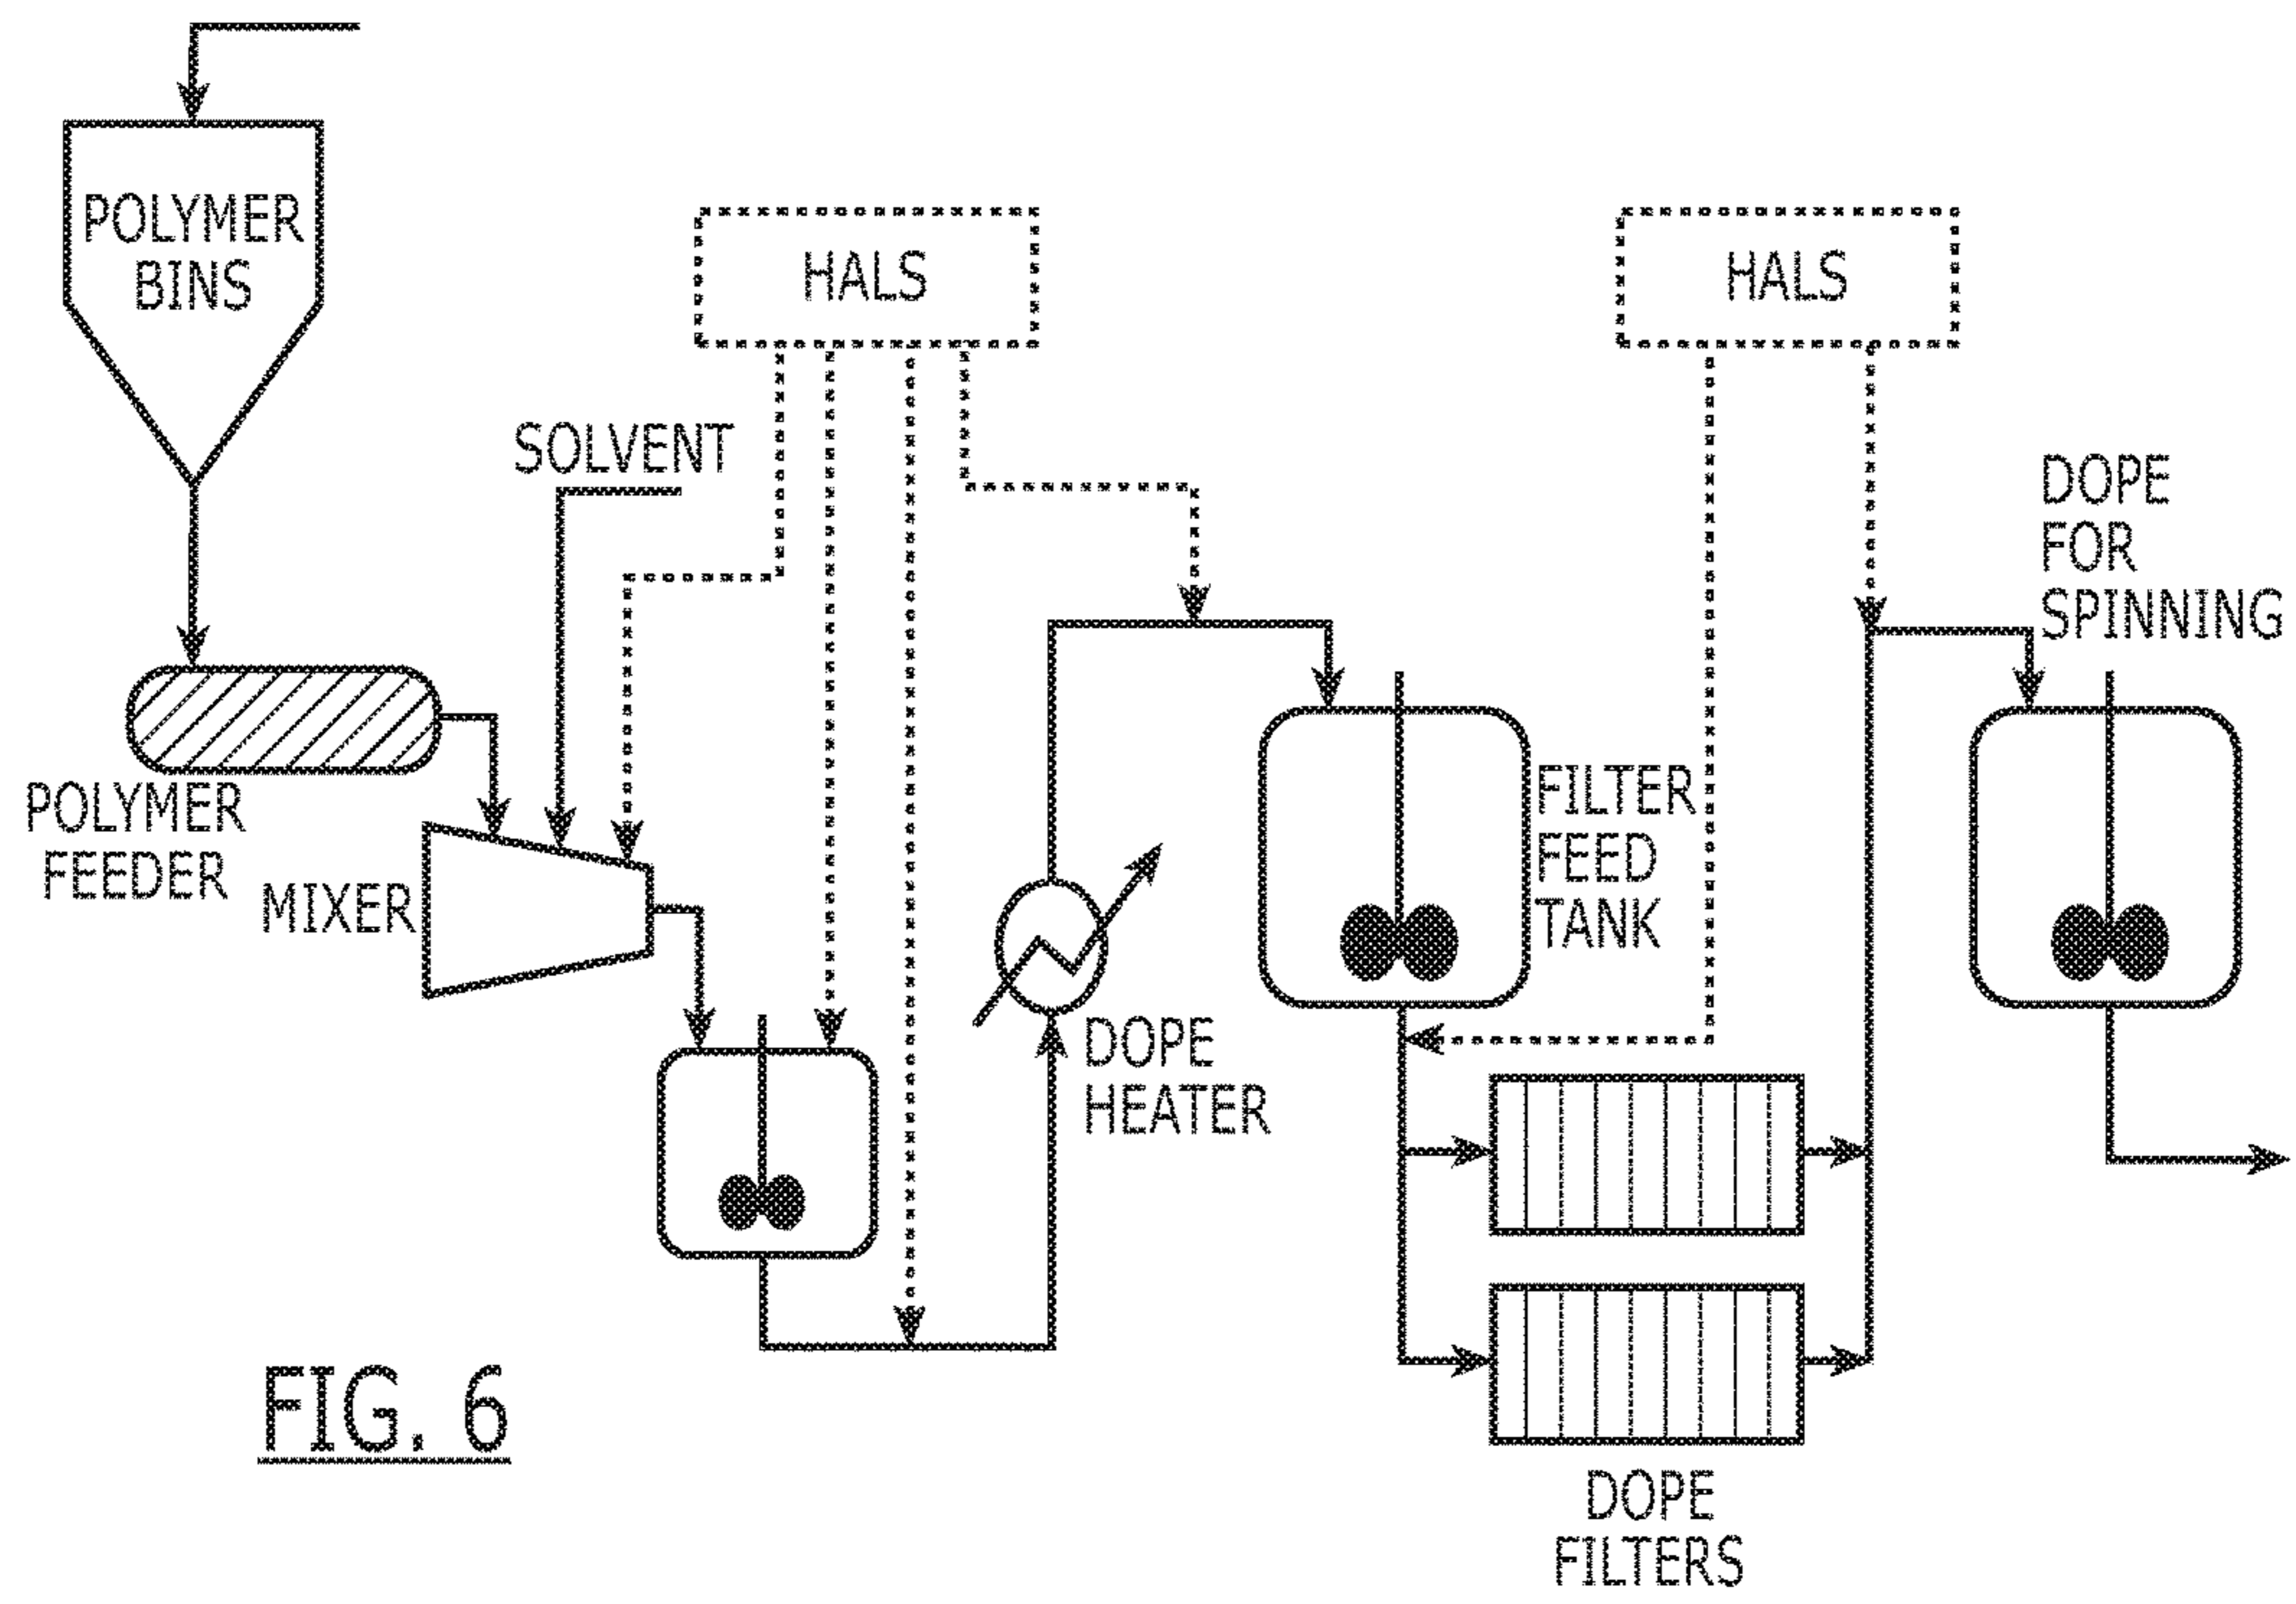 POLYMER
BINS
HALS
HALS
SOLVENT
DOPE
FOR
SPINNING
POLYMER
FEEDER
MIXER
FILTER
FEED
TANK
DOPE
HEATER
FIG. 6
DOPE
FILTERS